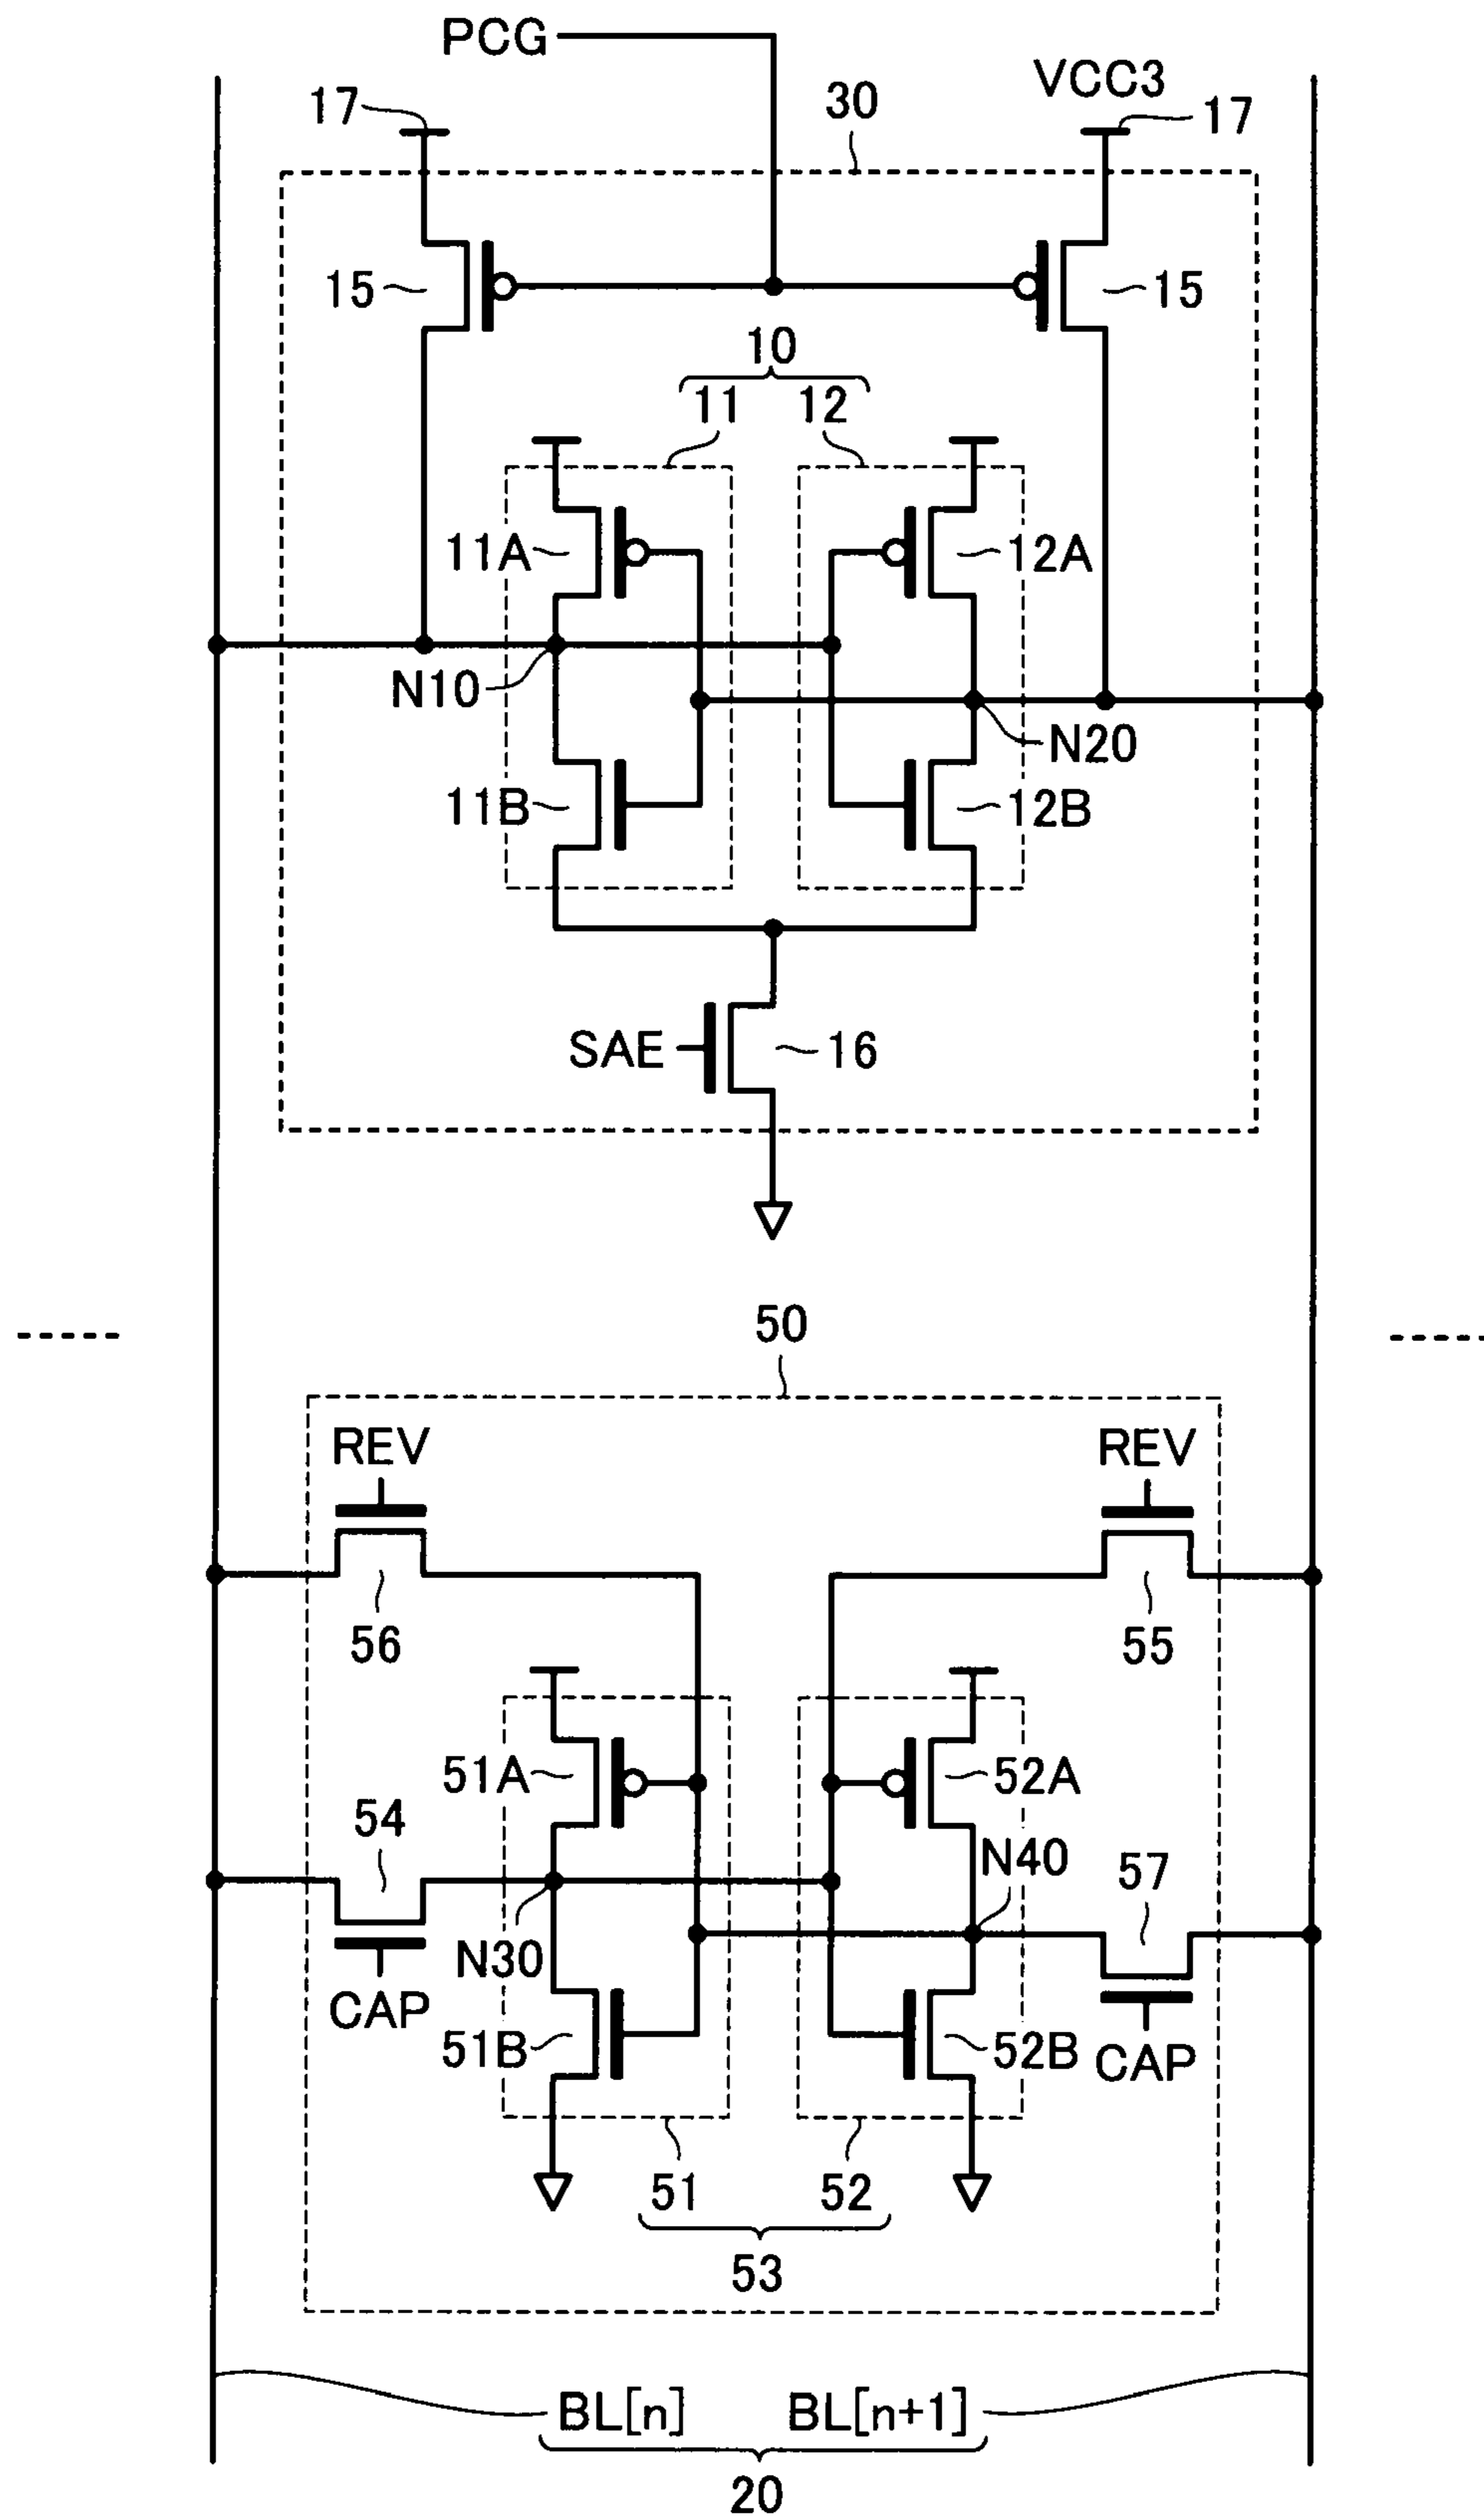 PCG
VCC3
17
30
17
15
15
10
11
12
11A
12A
N10
N20
11B
12B
SAE
16
50
REV
REV
56
55
51A
52A
54
N40
57
N30
CAP
51B
52B
CAP
51
52
53
BL[n]
BL[n+1]
20